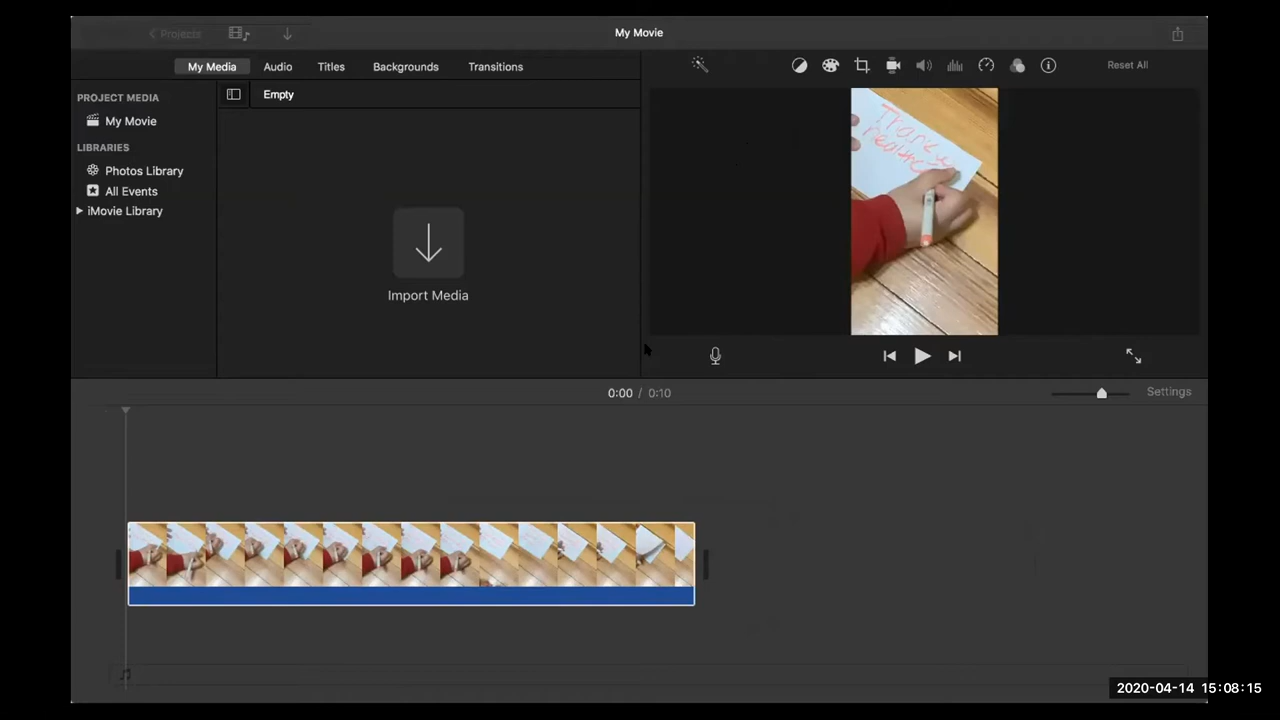 Projects
My Movie
My Media
Audio
Titles
Backgrounds
Transitions
Reset All
PROJECT MEDIA
Empty
My Movie
LIBRARIES
Photos Library
All Events
iMovie Library
Import Media
0:00 / 0:10
Settings
2020-04-14 15:08:15